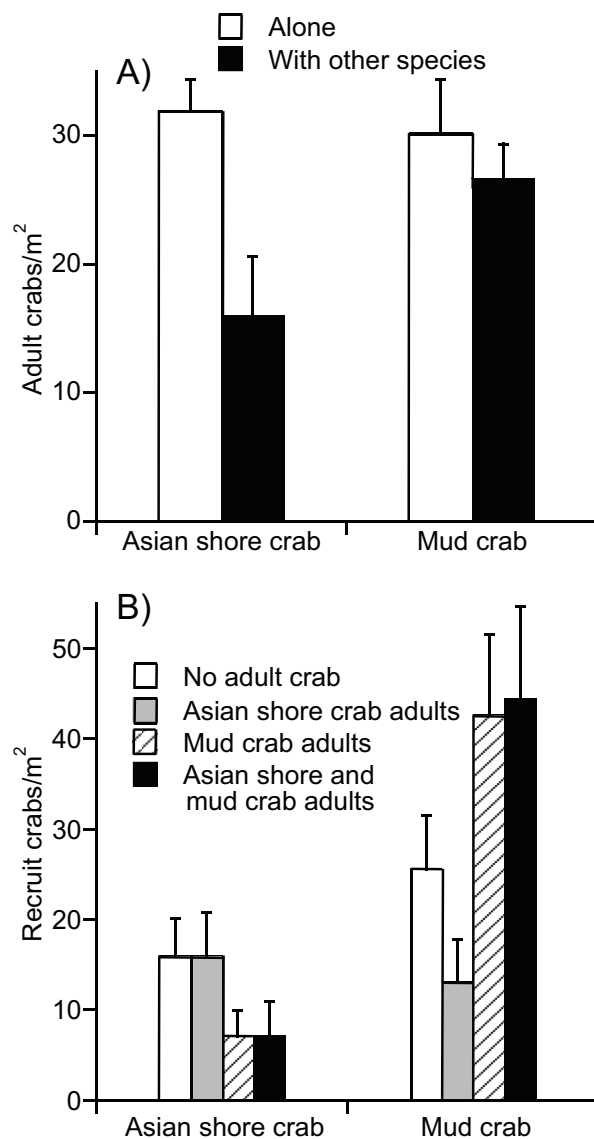 Alone
With other species
A)
30
20
10
0
Adult crabs/m²
Asian shore crab
Mud crab
B)
50
40
30
20
10
0
Recruit crabs/m²
No adult crab
Asian shore crab adults
Mud crab adults
Asian shore and
mud crab adults
Asian shore crab
Mud crab